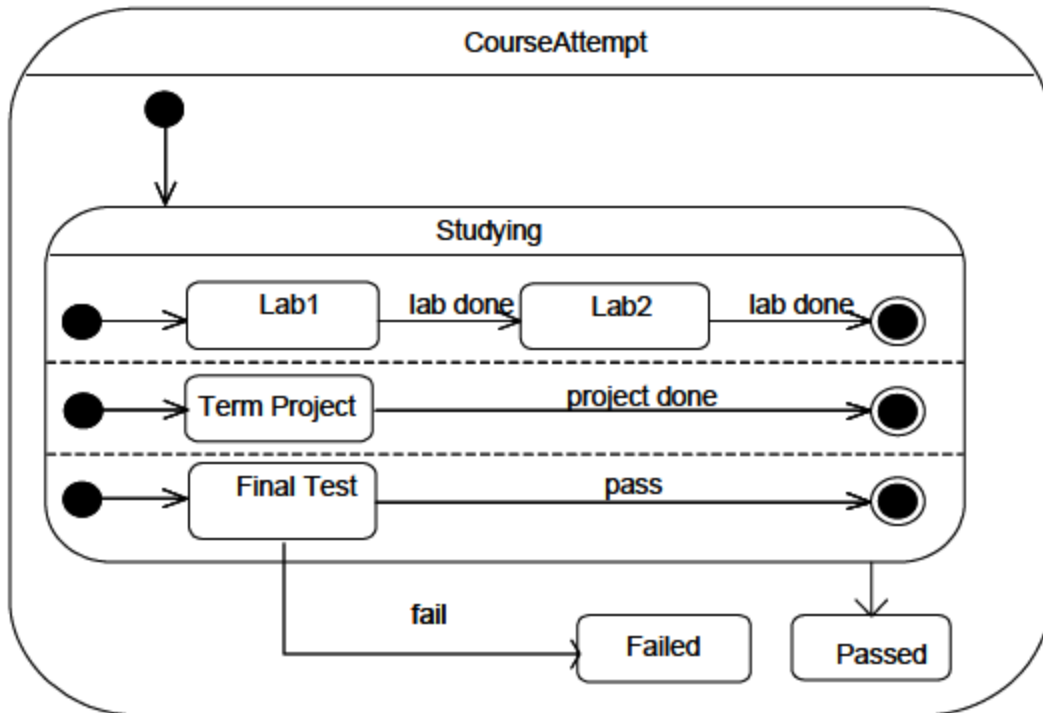 CourseAttempt
Studying
Lab1
lab done
Lab2
lab done
Term Project
project done
Final Test
pass
fail
Failed
Passed